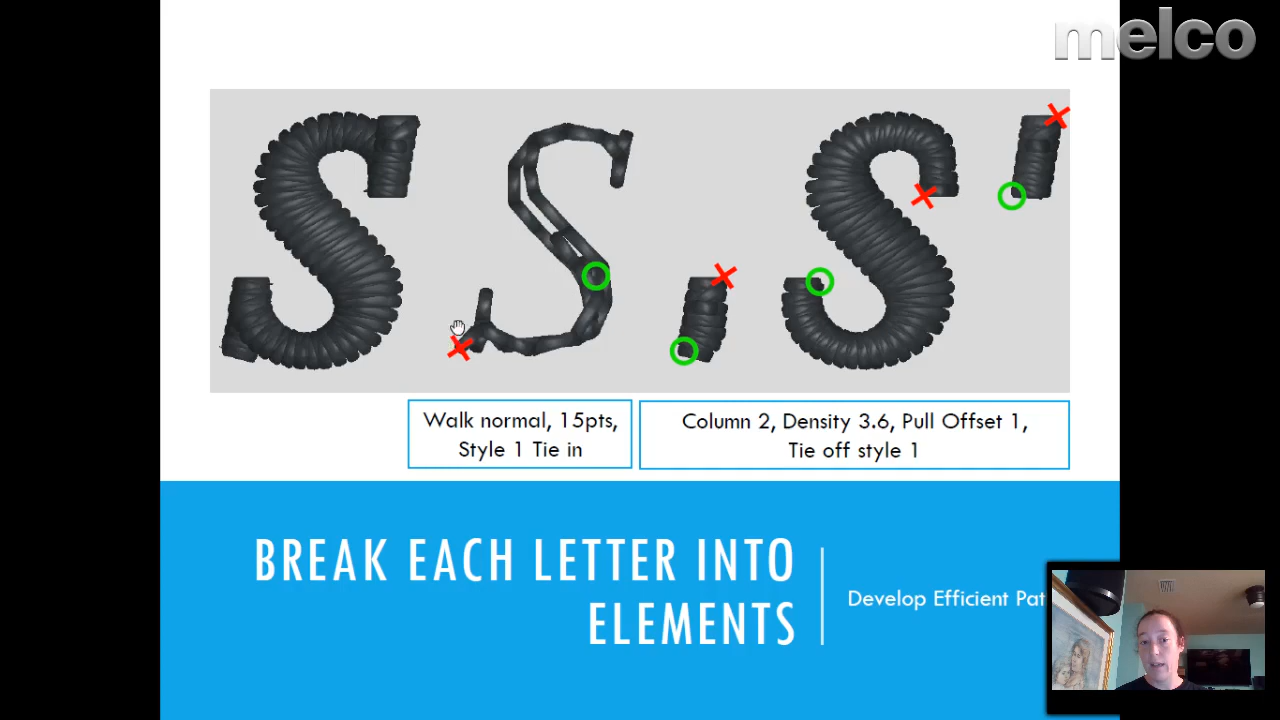 melco
Walk normal, 15pts,
Style 1 Tie in
Column 2, Density 3.6, Pull Offset 1,
Tie off style 1
BREAK EACH LETTER INTO
ELEMENTS
Develop Efficient Pat